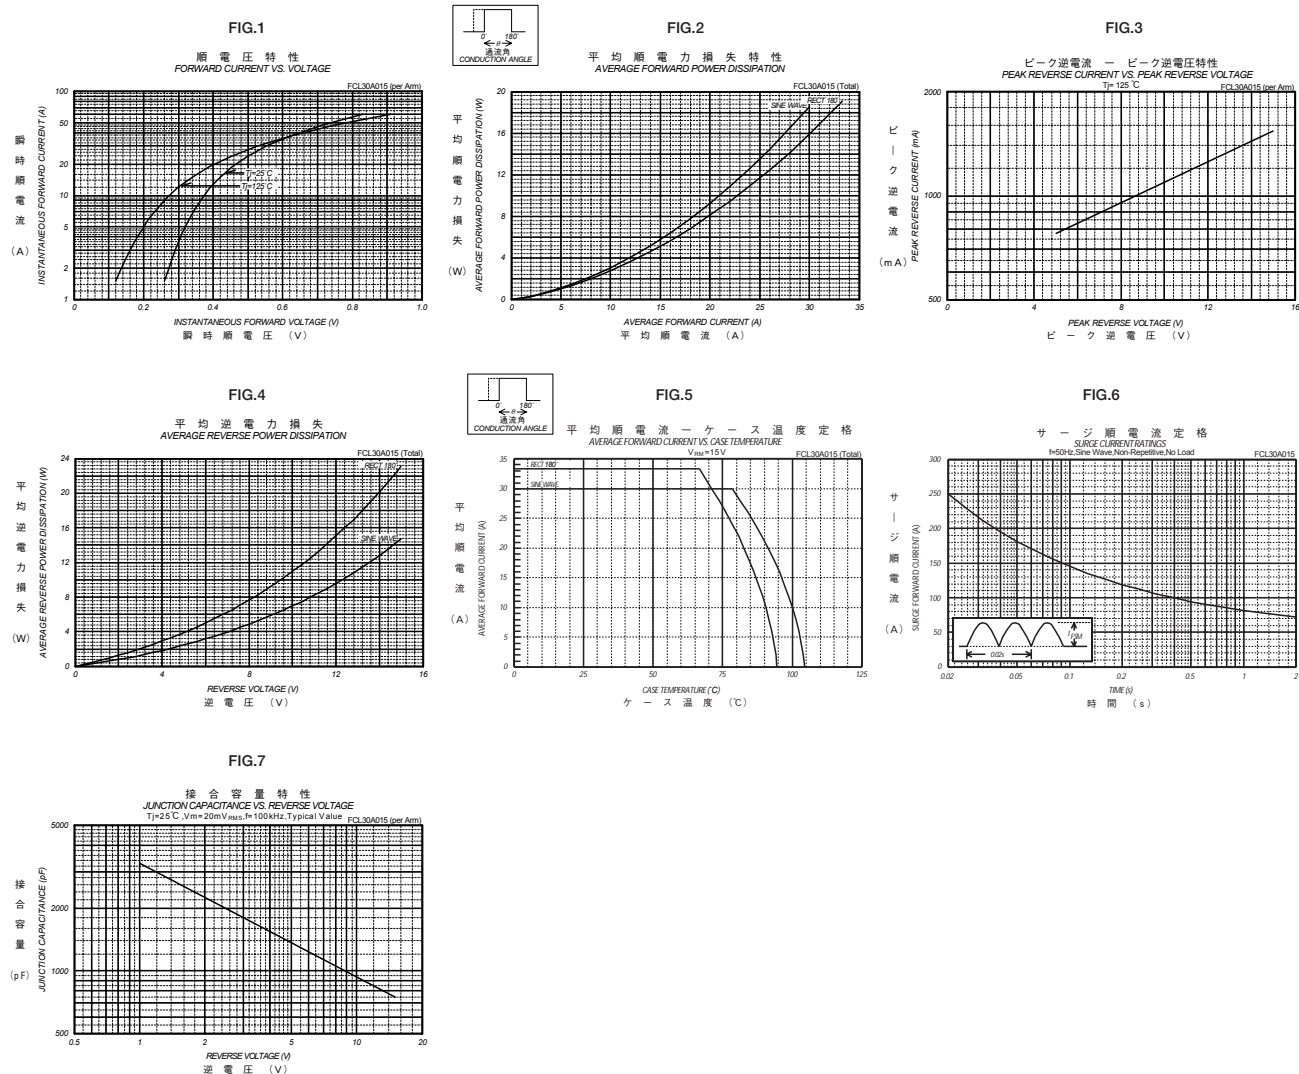 FIG.1
順電圧特性
FORWARD CURRENT VS. VOLTAGE
FCL30A015 (per Arm)
瞬時順電流 (A)
INSTANTANEOUS FORWARD CURRENT (A)
100
50
20
10
5
2
1
Tj=25°C
Tj=125°C
0 0.2 0.4 0.6 0.8 1.0
INSTANTANEOUS FORWARD VOLTAGE (V)
瞬時順電圧 (V)
0° 180°
θ
通流角
CONDUCTION ANGLE
FIG.2
平均順電力損失特性
AVERAGE FORWARD POWER DISSIPATION
FCL30A015 (Total)
平均順電力損失 (W)
AVERAGE FORWARD POWER DISSIPATION (W)
20
16
12
8
4
0
RECT 180°
SINE WAVE
0 5 10 15 20 25 30 35
AVERAGE FORWARD CURRENT (A)
平均順電流 (A)
FIG.3
ピーク逆電流 ー ピーク逆電圧特性
PEAK REVERSE CURRENT VS. PEAK REVERSE VOLTAGE
Tj= 125 °C
FCL30A015 (per Arm)
ピーク逆電流 (mA)
PEAK REVERSE CURRENT (mA)
2000
1000
500
0 4 8 12 16
PEAK REVERSE VOLTAGE (V)
ピーク逆電圧 (V)
FIG.4
平均逆電力損失
AVERAGE REVERSE POWER DISSIPATION
FCL30A015 (Total)
平均逆電力損失 (W)
AVERAGE REVERSE POWER DISSIPATION (W)
24
20
16
12
8
4
0
RECT 180°
SINE WAVE
0 4 8 12 16
REVERSE VOLTAGE (V)
逆電圧 (V)
0° 180°
θ
通流角
CONDUCTION ANGLE
FIG.5
平均順電流ーケース温度定格
AVERAGE FORWARD CURRENT VS. CASE TEMPERATURE
VRM=15V
FCL30A015 (Total)
平均順電流 (A)
AVERAGE FORWARD CURRENT (A)
35
30
25
20
15
10
5
0
RECT 180°
SINE WAVE
0 25 50 75 100 125
CASE TEMPERATURE (°C)
ケース温度 (°C)
FIG.6
サージ順電流定格
SURGE CURRENT RATINGS
f=50Hz,Sine Wave,Non-Repetitive,No Load
FCL30A015
サージ順電流 (A)
SURGE FORWARD CURRENT (A)
300
250
200
150
100
50
0
IFSM
0.02s
0.02 0.05 0.1 0.2 0.5 1 2
TIME (s)
時間 (s)
FIG.7
接合容量特性
JUNCTION CAPACITANCE VS. REVERSE VOLTAGE
Tj=25°C ,Vm=20mVRMS,f=100kHz,Typical Value
FCL30A015 (per Arm)
接合容量 (pF)
JUNCTION CAPACITANCE (pF)
5000
2000
1000
500
0.5 1 2 5 10 20
REVERSE VOLTAGE (V)
逆電圧 (V)